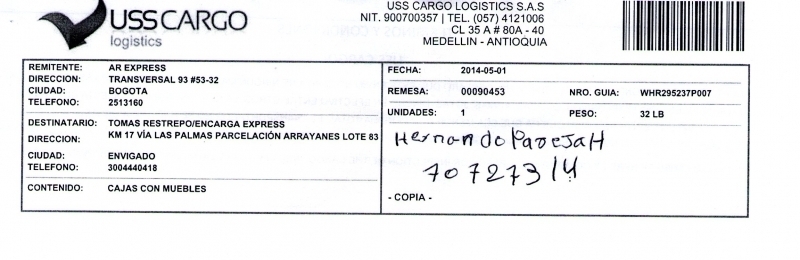 USSCARGO
logistics
USS CARGO LOGISTICS S.A.S
NIT. 900700357 | TEL. (057) 4121006
CL 35 A # 80A - 40
MEDELLIN - ANTIOQUIA
REMITENTE: AR EXPRESS
DIRECCION: TRANSVERSAL 93 #53-32
CIUDAD: BOGOTA
TELEFONO: 2513160
DESTINATARIO: TOMAS RESTREPO/ENCARGA EXPRESS
DIRECCION: KM 17 VÍA LAS PALMAS PARCELACIÓN ARRAYANES LOTE 83
CIUDAD: ENVIGADO
TELEFONO: 3004440418
CONTENIDO: CAJAS CON MUEBLES
FECHA: 2014-05-01
REMESA: 00090453 NRO. GUIA: WHR295237P007
UNIDADES: 1 PESO: 32 LB
Hernando Pareja H
70727314
- COPIA -